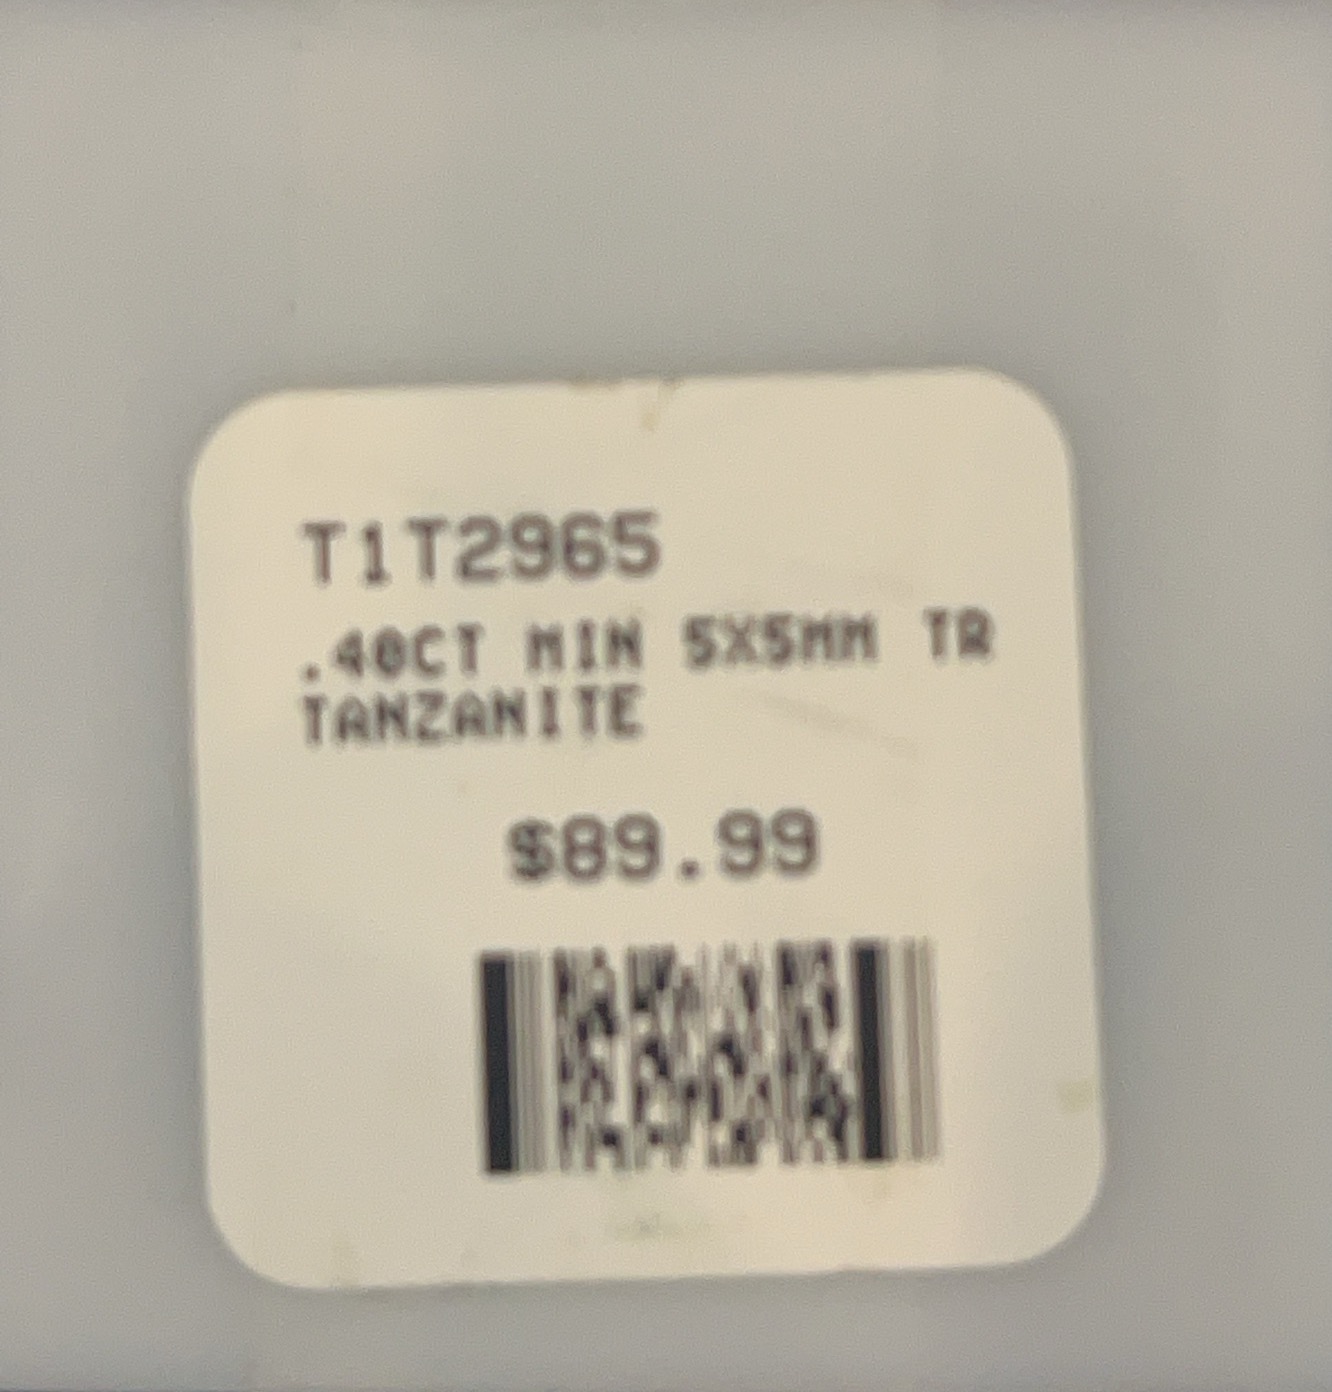 T1T2965
.40CT MIN 5X5MM TR
TANZANITE
$89.99